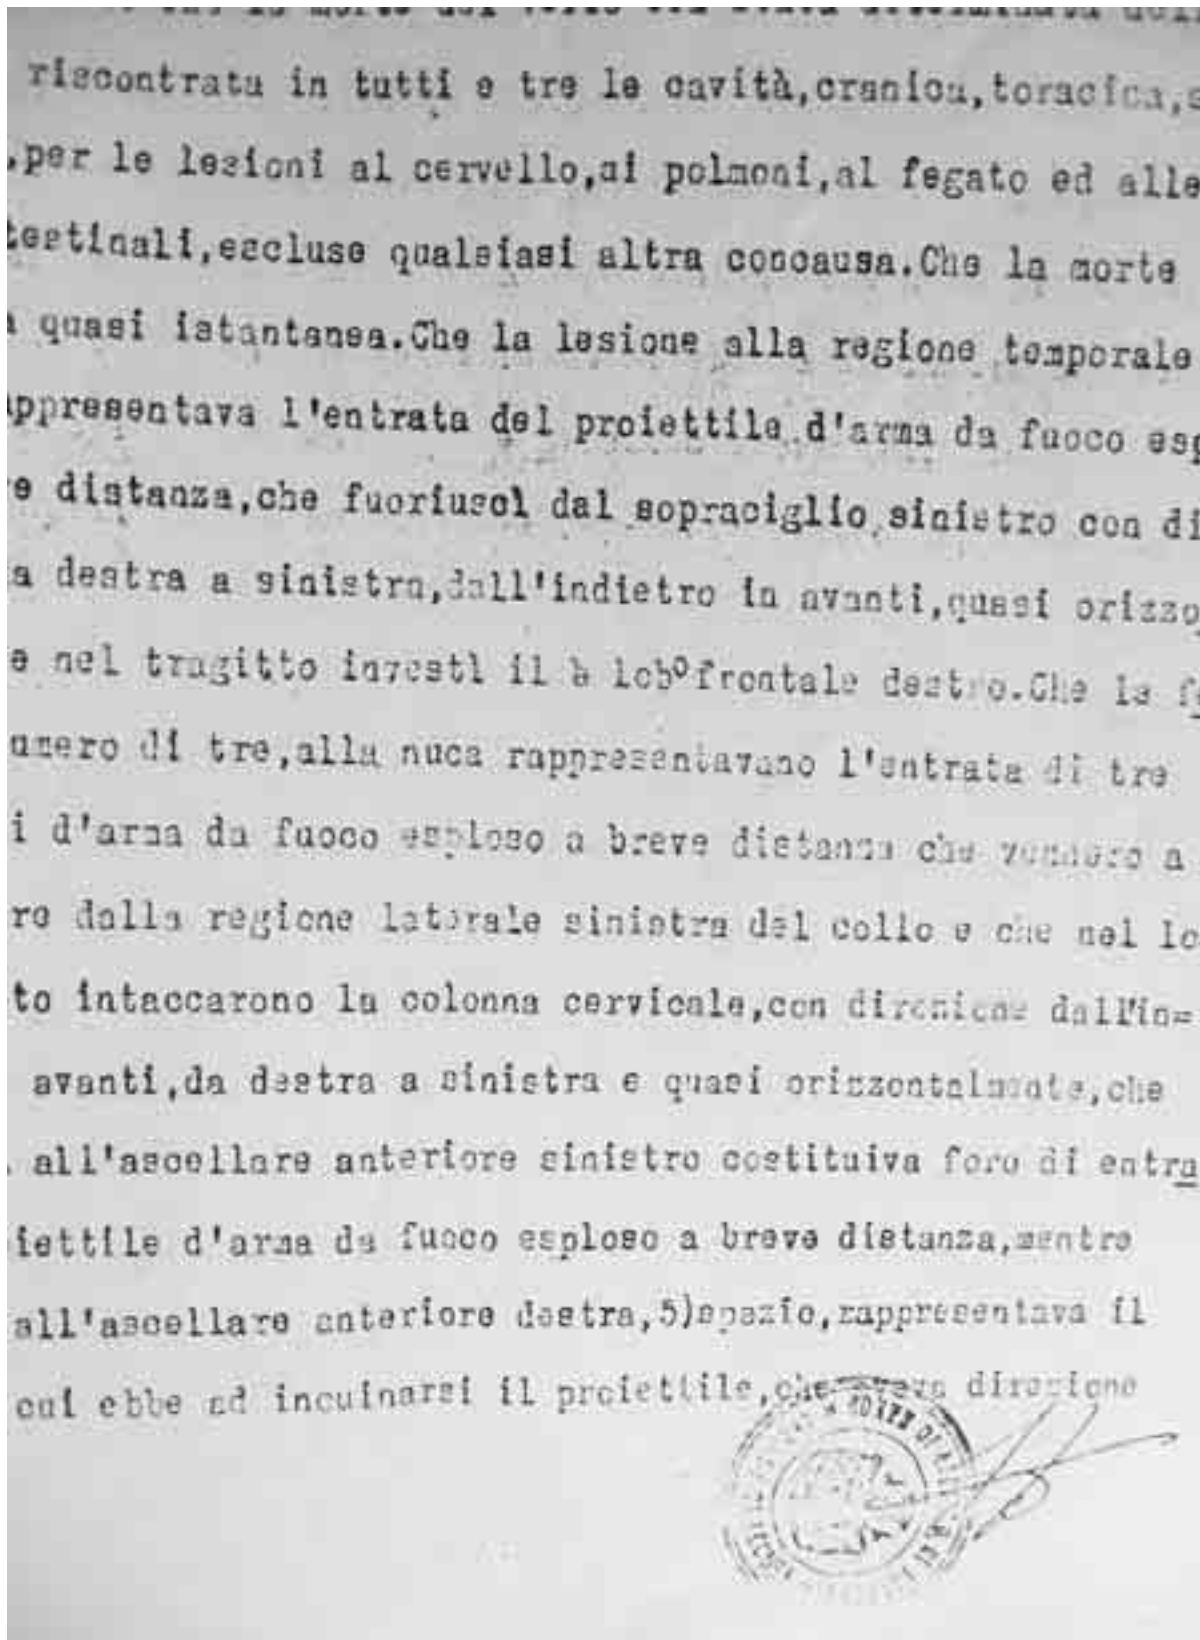 riscontrata in tutti e tre le cavità,cranica,toracica,s
,per le lesioni al cervello,ai polmoni,al fegato ed alle
testinali,escluse qualsiasi altra concausa.Che la morte
a quasi istantanea.Che la lesione alla regione temporale
appresentava l'entrata del proiettile d'arma da fuoco esp
e distanza,che fuoriuscì dal sopraciglio sinistro con di
a destra a sinistra,dall'indietro in avanti,quasi orizzo
e nel tragitto investì il lobº frontale destro.Che le f
umero di tre,alla nuca rappresentavano l'entrata di tre
i d'arma da fuoco esploso a breve distanza che vennero a
re dalla regione laterale sinistra del collo e che nel lo
to intaccarono la colonna cervicale,con direzione dall'in=
avanti,da destra a sinistra e quasi orizzontalmente,che
all'ascellare anteriore sinistro costituiva foro di entra
iettile d'arma da fuoco esploso a breve distanza,mentre
all'ascellare anteriore destra,5)spazio,rappresentava il
cui ebbe ad incuinarsi il proiettile,che aveva direzione